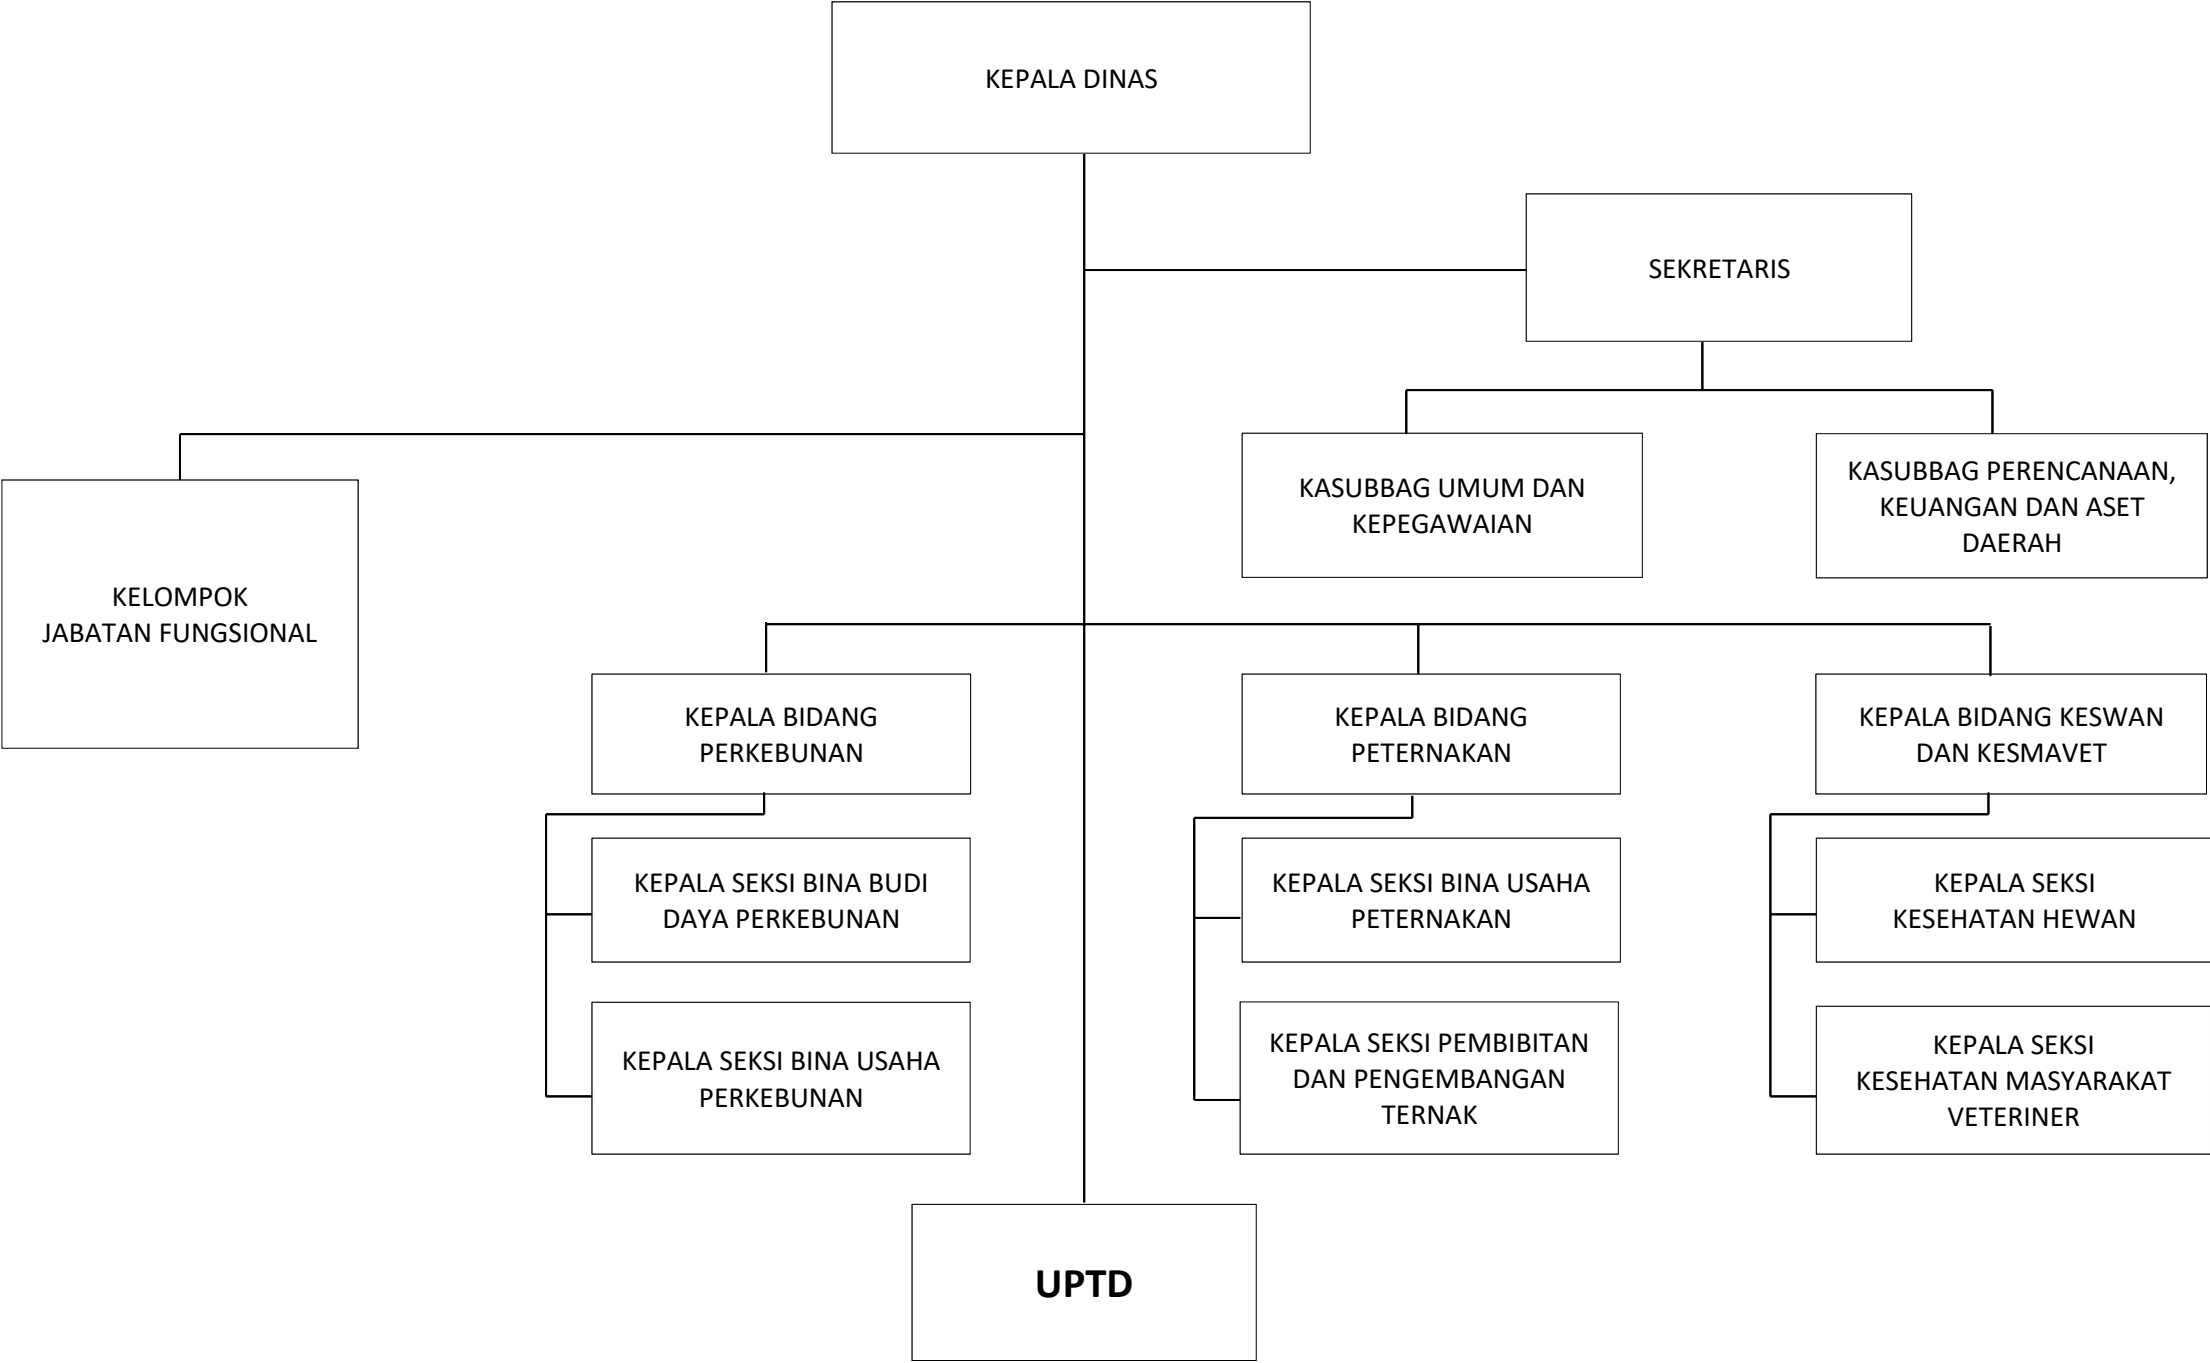 KEPALA DINAS
SEKRETARIS
KASUBBAG UMUM DAN
KEPEGAWAIAN
KASUBBAG PERENCANAAN,
KEUANGAN DAN ASET
DAERAH
KELOMPOK
JABATAN FUNGSIONAL
KEPALA BIDANG
PERKEBUNAN
KEPALA BIDANG
PETERNAKAN
KEPALA BIDANG KESWAN
DAN KESMAVET
KEPALA SEKSI BINA BUDI
DAYA PERKEBUNAN
KEPALA SEKSI BINA USAHA
PETERNAKAN
KEPALA SEKSI
KESEHATAN HEWAN
KEPALA SEKSI BINA USAHA
PERKEBUNAN
KEPALA SEKSI PEMBIBITAN
DAN PENGEMBANGAN
TERNAK
KEPALA SEKSI
KESEHATAN MASYARAKAT
VETERINER
UPTD